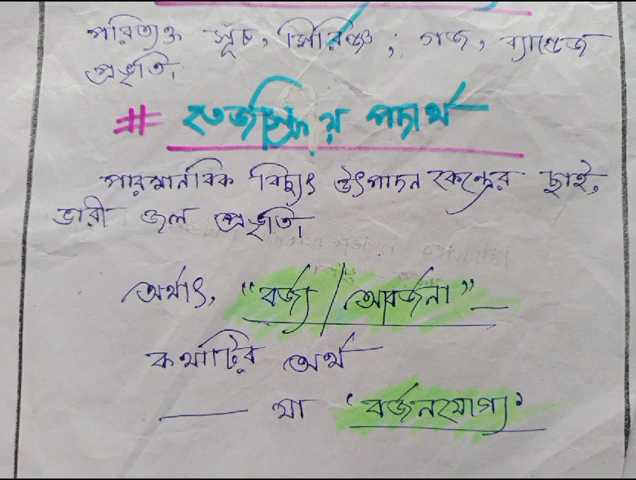 পরিত্যক্ত সূঁচ, সিরিঞ্জ, গজ, ব্যাণ্ডেজ
প্রভৃতি।
# তেজস্ক্রিয় পদার্থ
পারমানবিক বিদ্যুৎ উৎপাদন কেন্দ্রের ছাই,
ভারী জল প্রভৃতি।
অর্থাৎ, "বর্জ্য / আবর্জনা" —
কথাটির অর্থ
— যা 'বর্জনযোগ্য'